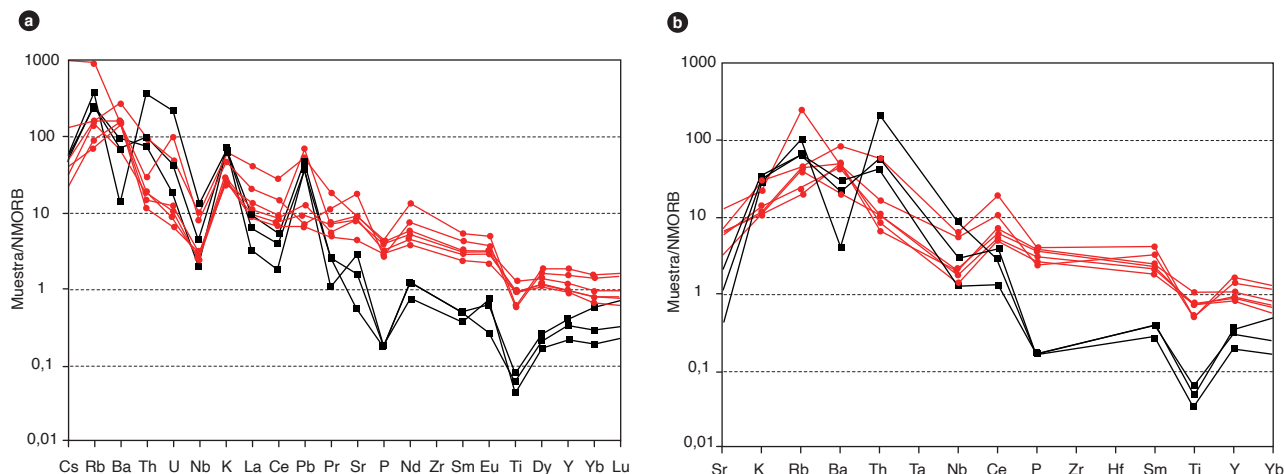 a
1000
100
10
1
0,1
0,01
Muestra/NMORB
Cs Rb Ba Th U Nb K La Ce Pb Pr Sr P Nd Zr Sm Eu Ti Dy Y Yb Lu
b
1000
100
10
1
0,1
0,01
Muestra/NMORB
Sr K Rb Ba Th Ta Nb Ce P Zr Hf Sm Ti Y Yb